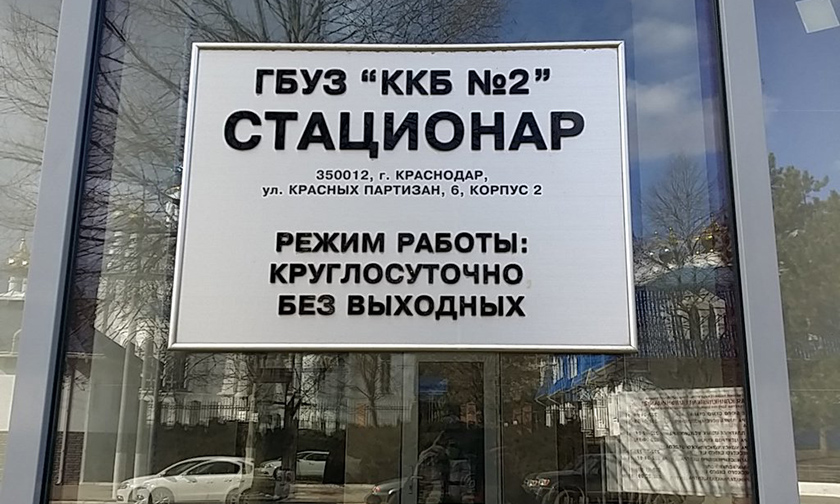 ГБУЗ “ККБ №2”
СТАЦИОНАР
350012, г. КРАСНОДАР,
ул. КРАСНЫХ ПАРТИЗАН, 6, КОРПУС 2
РЕЖИМ РАБОТЫ:
КРУГЛОСУТОЧНО
БЕЗ ВЫХОДНЫХ